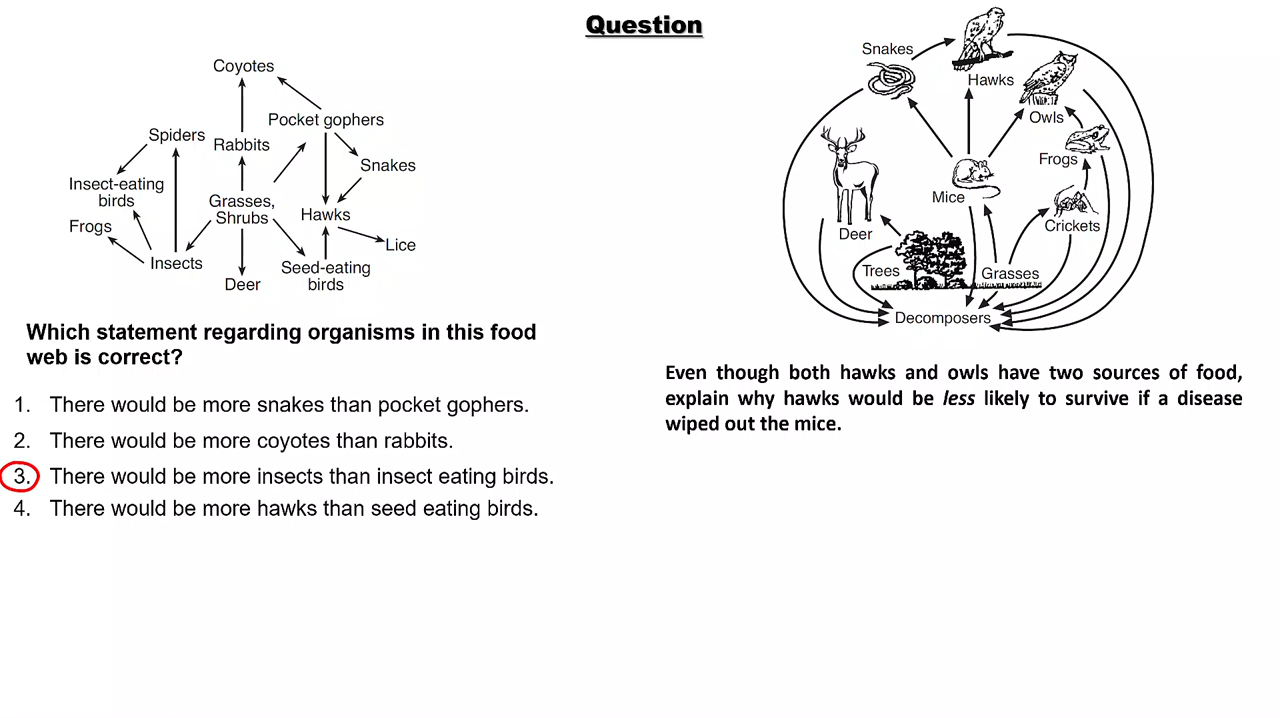 Question
Coyotes
Pocket gophers
Spiders
Rabbits
Snakes
Insect-eating
birds
Grasses,
Shrubs
Hawks
Frogs
Lice
Insects
Seed-eating
birds
Deer
Which statement regarding organisms in this food
web is correct?
1. There would be more snakes than pocket gophers.
2. There would be more coyotes than rabbits.
3. There would be more insects than insect eating birds.
4. There would be more hawks than seed eating birds.
Snakes
Hawks
Owls
Frogs
Mice
Crickets
Deer
Trees
Grasses
Decomposers
Even though both hawks and owls have two sources of food,
explain why hawks would be less likely to survive if a disease
wiped out the mice.